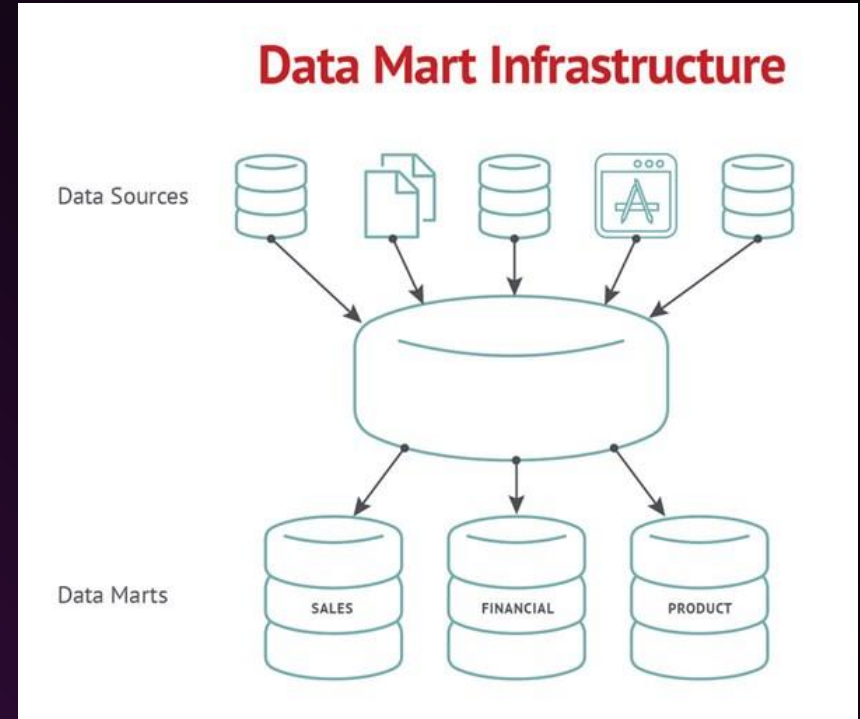 Data Mart Infrastructure
Data Sources
Data Marts
SALES
FINANCIAL
PRODUCT